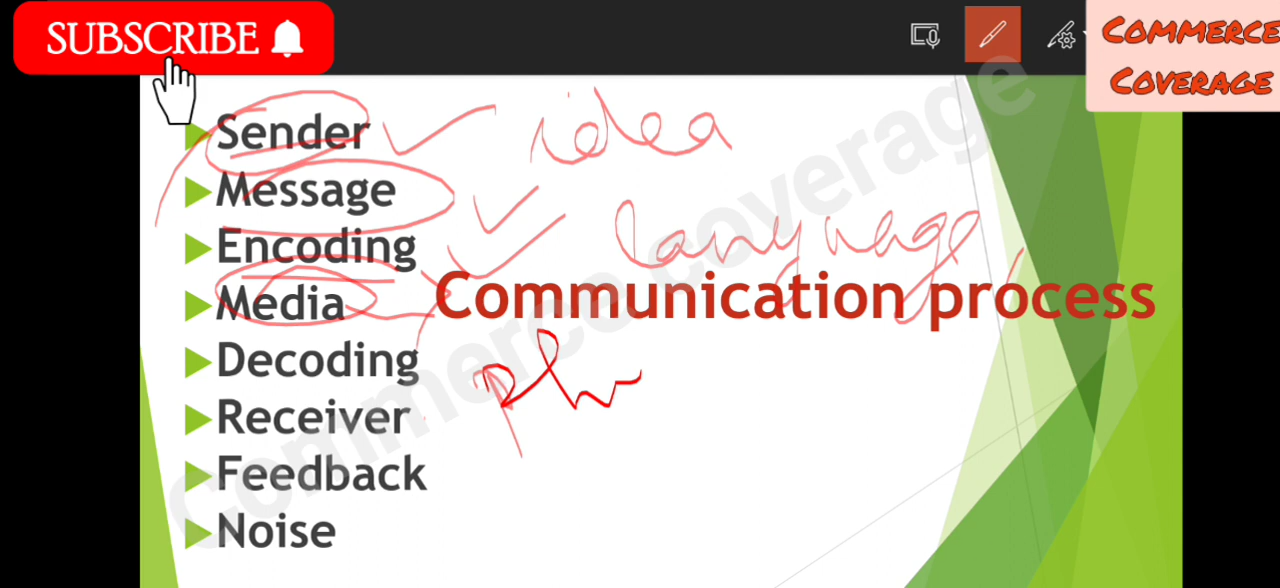 SUBSCRIBE
COMMERCE
COVERAGE
Sender
idea
Message
Encoding
language
Media
Communication process
Decoding
Receiver
Feedback
Noise
Commerce coverage